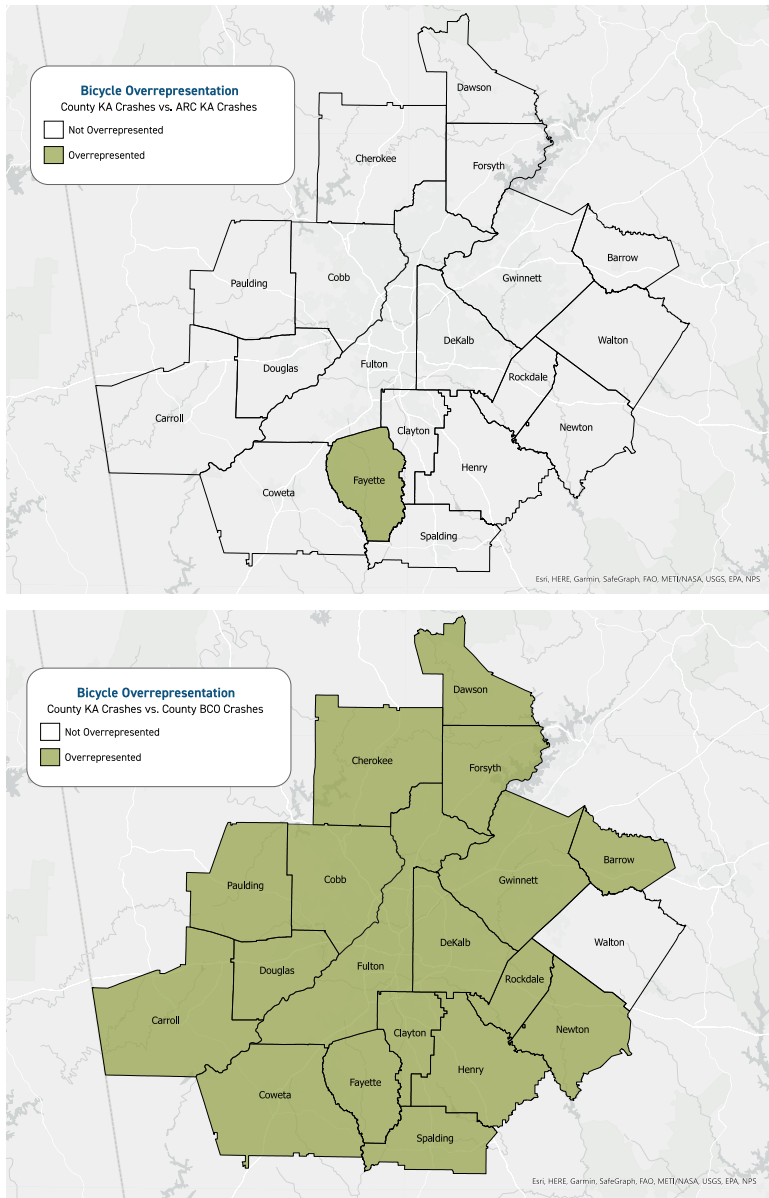 Bicycle Overrepresentation
County KA Crashes vs. ARC KA Crashes
Not Overrepresented
Overrepresented
Dawson
Cherokee
Forsyth
Barrow
Paulding
Cobb
Gwinnett
Walton
DeKalb
Douglas
Fulton
Rockdale
Carroll
Clayton
Newton
Henry
Fayette
Coweta
Spalding
Esri, HERE, Garmin, SafeGraph, FAO, METI/NASA, USGS, EPA, NPS
Bicycle Overrepresentation
County KA Crashes vs. County BCO Crashes
Not Overrepresented
Overrepresented
Dawson
Cherokee
Forsyth
Barrow
Paulding
Cobb
Gwinnett
Walton
DeKalb
Douglas
Fulton
Rockdale
Carroll
Clayton
Newton
Henry
Fayette
Coweta
Spalding
Esri, HERE, Garmin, SafeGraph, FAO, METI/NASA, USGS, EPA, NPS